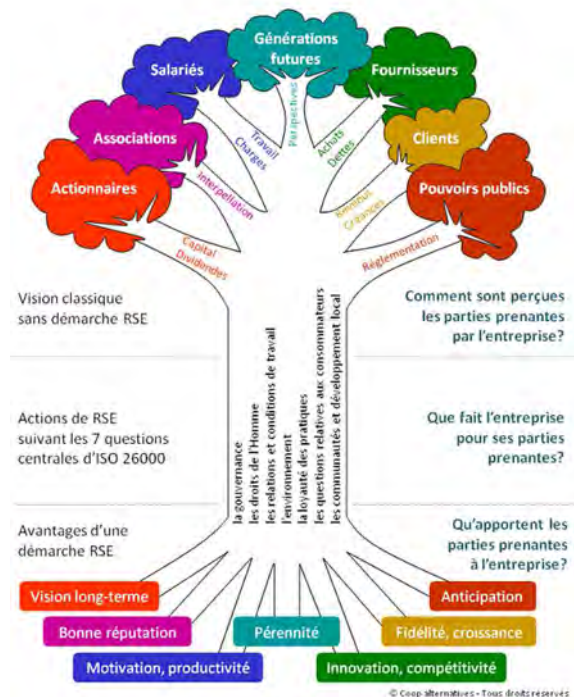 Générations
futures
Salariés
Fournisseurs
Associations
Clients
Actionnaires
Pouvoirs publics
Perspectives
Travail
Charges
Achats
Dettes
Interpellation
Créances
Capital
Dividendes
Réglementation
Vision classique
sans démarche RSE
Comment sont perçues
les parties prenantes
par l'entreprise?
Actions de RSE
suivant les 7 questions
centrales d'ISO 26000
la gouvernance
les droits de l'Homme
les relations et conditions de travail
l'environnement
la loyauté des pratiques
les questions relatives aux consommateurs
les communautés et développement local
Que fait l'entreprise
pour ses parties
prenantes?
Avantages d'une
démarche RSE
Qu'apportent les
parties prenantes
à l'entreprise?
Vision long-terme
Anticipation
Bonne réputation
Pérennité
Fidélité, croissance
Motivation, productivité
Innovation, compétitivité
© Coop alternatives - Tous droits reservés